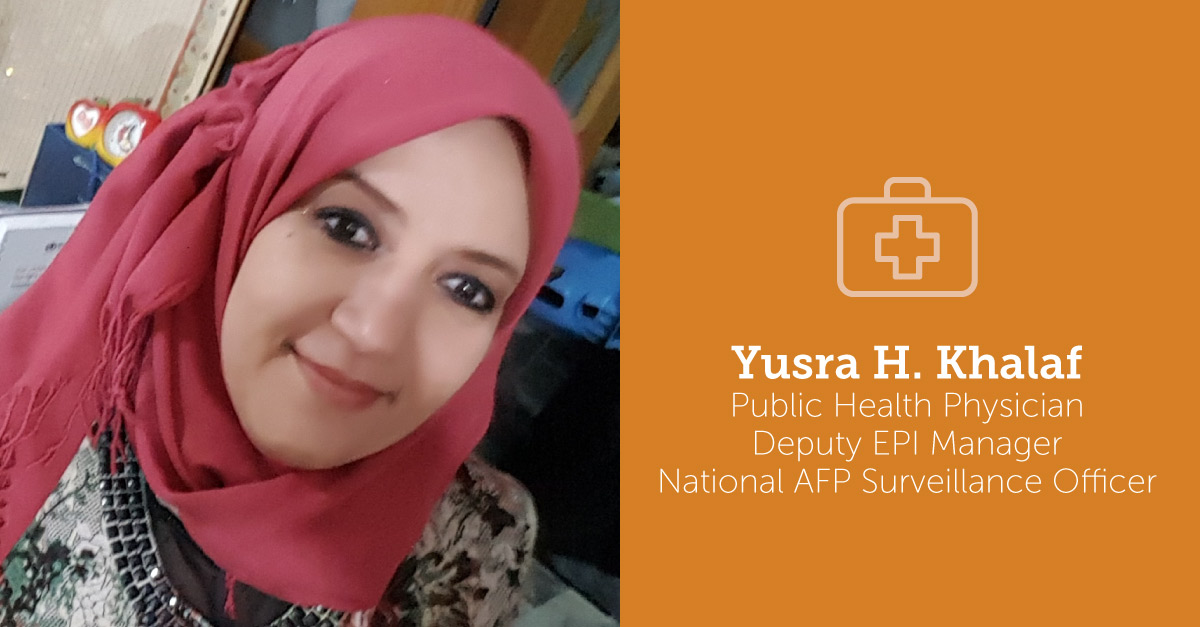 Yusra H. Khalaf
Public Health Physician
Deputy EPI Manager
National AFP Surveillance Officer